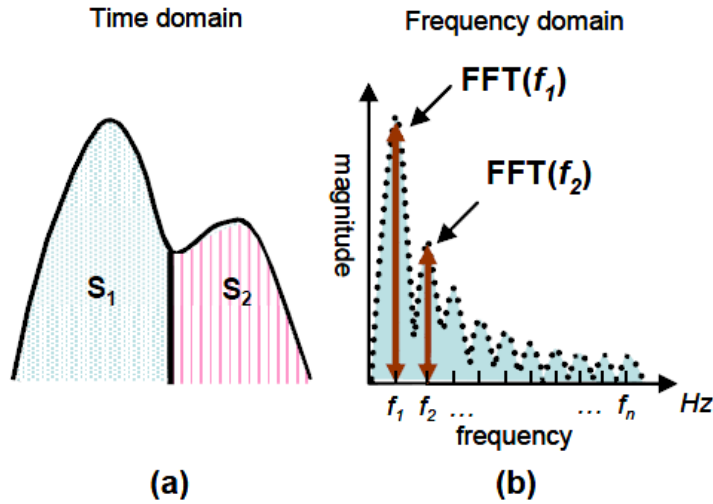 Time domain
Frequency domain
S1
S2
(a)
FFT(f1)
FFT(f2)
magnitude
f1 f2 ... ... fn Hz
frequency
(b)